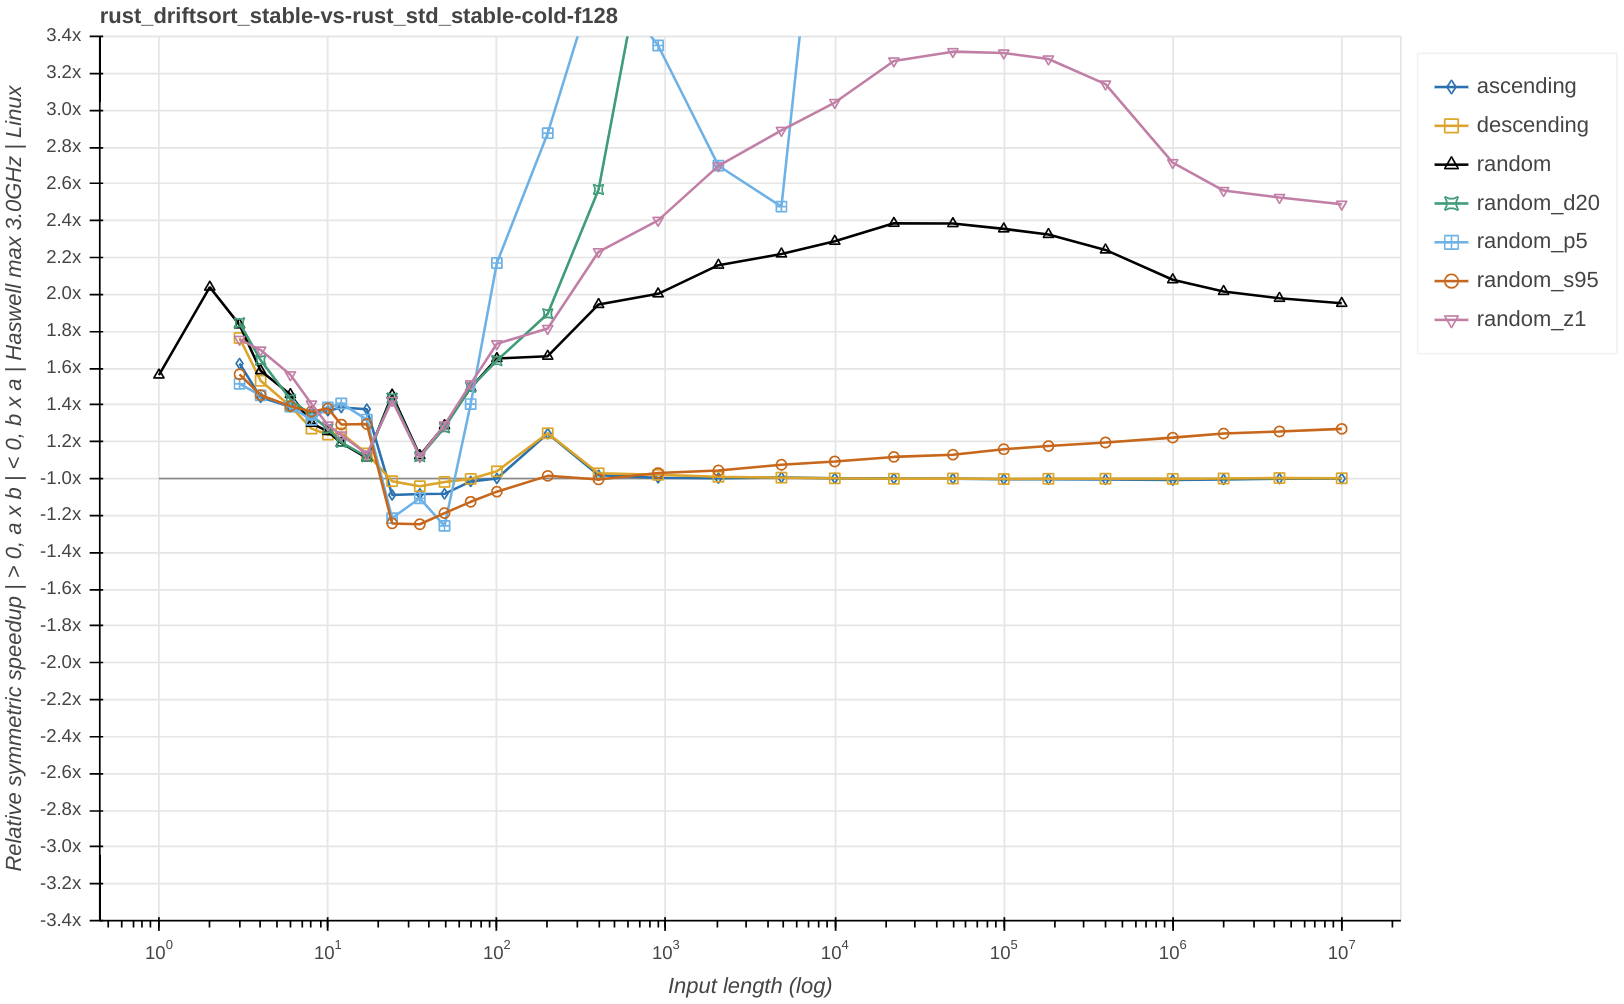 rust_driftsort_stable-vs-rust_std_stable-cold-f128
Relative symmetric speedup | > 0, a x b | < 0, b x a | Haswell max 3.0GHz | Linux
3.4x
3.2x
3.0x
2.8x
2.6x
2.4x
2.2x
2.0x
1.8x
1.6x
1.4x
1.2x
-1.0x
-1.2x
-1.4x
-1.6x
-1.8x
-2.0x
-2.2x
-2.4x
-2.6x
-2.8x
-3.0x
-3.2x
-3.4x
10⁰ 10¹ 10² 10³ 10⁴ 10⁵ 10⁶ 10⁷
Input length (log)
ascending
descending
random
random_d20
random_p5
random_s95
random_z1